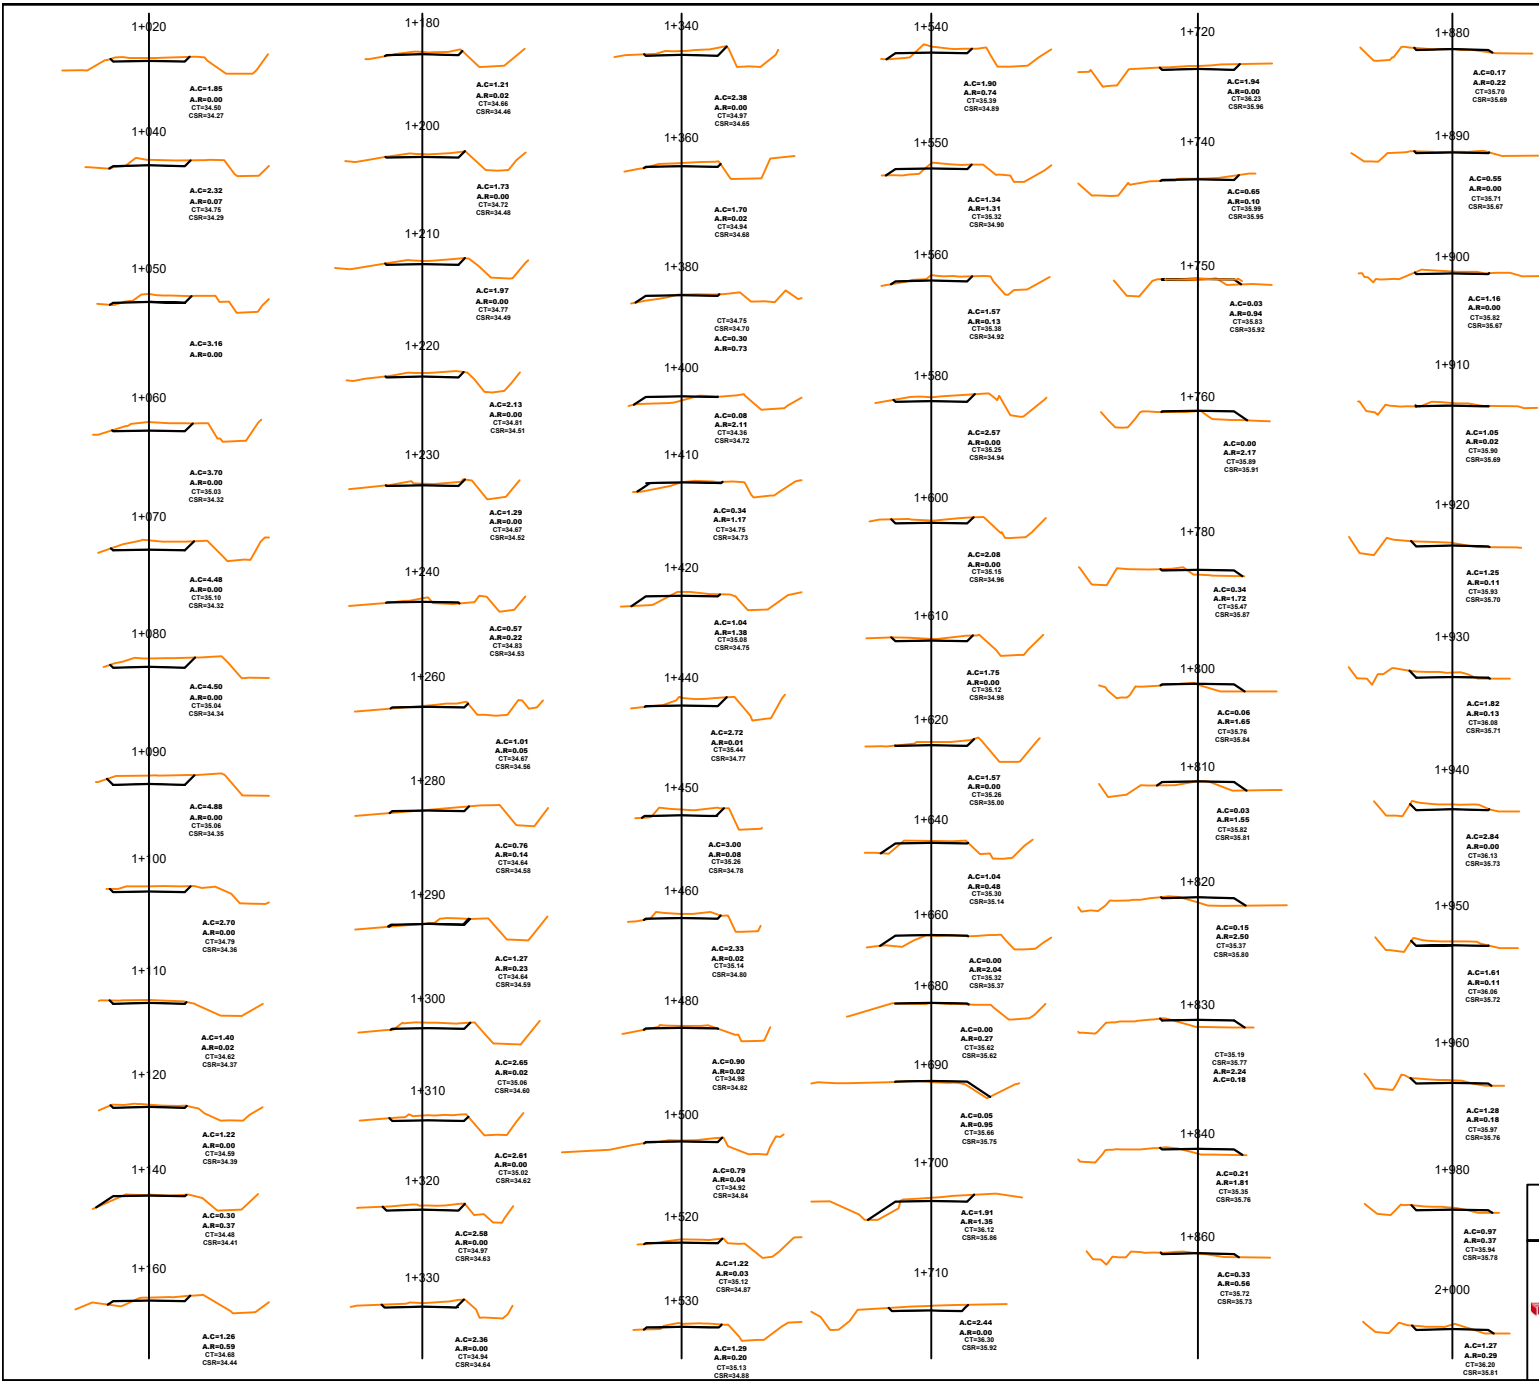 1+020
A.C=1.85
A.R=0.00
CT=34.50
CSR=34.27
1+040
A.C=2.32
A.R=0.07
CT=34.75
CSR=34.29
1+050
A.C=3.16
A.R=0.00
1+060
A.C=3.70
A.R=0.00
CT=35.03
CSR=34.32
1+070
A.C=4.48
A.R=0.00
CT=35.10
CSR=34.32
1+080
A.C=4.50
A.R=0.00
CT=35.04
CSR=34.34
1+090
A.C=4.88
A.R=0.00
CT=35.06
CSR=34.35
1+100
A.C=2.70
A.R=0.00
CT=34.79
CSR=34.36
1+110
A.C=1.40
A.R=0.02
CT=34.62
CSR=34.37
1+120
A.C=1.22
A.R=0.00
CT=34.59
CSR=34.39
1+140
A.C=0.30
A.R=0.37
CT=34.48
CSR=34.41
1+160
A.C=1.26
A.R=0.59
CT=34.68
CSR=34.44
1+180
A.C=1.21
A.R=0.02
CT=34.66
CSR=34.46
1+200
A.C=1.73
A.R=0.00
CT=34.72
CSR=34.48
1+210
A.C=1.97
A.R=0.00
CT=34.77
CSR=34.49
1+220
A.C=2.13
A.R=0.00
CT=34.81
CSR=34.51
1+230
A.C=1.29
A.R=0.00
CT=34.67
CSR=34.52
1+240
A.C=0.57
A.R=0.22
CT=34.83
CSR=34.53
1+260
A.C=1.01
A.R=0.05
CT=34.67
CSR=34.56
1+280
A.C=0.76
A.R=0.14
CT=34.64
CSR=34.58
1+290
A.C=1.27
A.R=0.23
CT=34.64
CSR=34.59
1+300
A.C=2.65
A.R=0.02
CT=35.06
CSR=34.60
1+310
A.C=2.61
A.R=0.00
CT=35.02
CSR=34.62
1+320
A.C=2.58
A.R=0.00
CT=34.97
CSR=34.63
1+330
A.C=2.36
A.R=0.00
CT=34.94
CSR=34.64
1+340
A.C=2.38
A.R=0.00
CT=34.97
CSR=34.65
1+360
A.C=1.70
A.R=0.02
CT=34.94
CSR=34.68
1+380
CT=34.75
CSR=34.70
A.C=0.30
A.R=0.73
1+400
A.C=0.08
A.R=2.11
CT=34.36
CSR=34.72
1+410
A.C=0.34
A.R=1.17
CT=34.75
CSR=34.73
1+420
A.C=1.04
A.R=1.38
CT=35.08
CSR=34.75
1+440
A.C=2.72
A.R=0.01
CT=35.44
CSR=34.77
1+450
A.C=3.00
A.R=0.08
CT=35.26
CSR=34.78
1+460
A.C=2.33
A.R=0.02
CT=35.14
CSR=34.80
1+480
A.C=0.90
A.R=0.02
CT=34.98
CSR=34.82
1+500
A.C=0.79
A.R=0.04
CT=34.92
CSR=34.84
1+520
A.C=1.22
A.R=0.03
CT=35.12
CSR=34.87
1+530
A.C=1.29
A.R=0.20
CT=35.13
CSR=34.88
1+540
A.C=1.90
A.R=0.74
CT=35.39
CSR=34.89
1+550
A.C=1.34
A.R=1.31
CT=35.32
CSR=34.90
1+560
A.C=1.57
A.R=0.13
CT=35.38
CSR=34.92
1+580
A.C=2.57
A.R=0.00
CT=35.25
CSR=34.94
1+600
A.C=2.08
A.R=0.00
CT=35.15
CSR=34.96
1+610
A.C=1.75
A.R=0.00
CT=35.12
CSR=34.98
1+620
A.C=1.57
A.R=0.00
CT=35.26
CSR=35.00
1+640
A.C=1.04
A.R=0.48
CT=35.30
CSR=35.14
1+660
A.C=0.00
A.R=2.04
CT=35.32
CSR=35.37
1+680
A.C=0.00
A.R=0.27
CT=35.62
CSR=35.62
1+690
A.C=0.05
A.R=0.95
CT=35.66
CSR=35.75
1+700
A.C=1.91
A.R=1.35
CT=36.12
CSR=35.86
1+710
A.C=2.44
A.R=0.00
CT=36.30
CSR=35.92
1+720
A.C=1.94
A.R=0.00
CT=36.23
CSR=35.96
1+740
A.C=0.65
A.R=0.10
CT=35.99
CSR=35.95
1+750
A.C=0.03
A.R=0.94
CT=35.83
CSR=35.92
1+760
A.C=0.00
A.R=2.17
CT=35.89
CSR=35.91
1+780
A.C=0.34
A.R=1.72
CT=35.47
CSR=35.87
1+800
A.C=0.06
A.R=1.65
CT=35.76
CSR=35.84
1+810
A.C=0.03
A.R=1.55
CT=35.82
CSR=35.81
1+820
A.C=0.15
A.R=2.50
CT=35.37
CSR=35.80
1+830
CT=35.19
CSR=35.77
A.R=2.24
A.C=0.18
1+840
A.C=0.21
A.R=1.81
CT=35.35
CSR=35.76
1+860
A.C=0.33
A.R=0.56
CT=35.72
CSR=35.73
1+880
A.C=0.17
A.R=0.22
CT=35.70
CSR=35.69
1+890
A.C=0.55
A.R=0.00
CT=35.71
CSR=35.67
1+900
A.C=1.16
A.R=0.00
CT=35.82
CSR=35.67
1+910
A.C=1.05
A.R=0.02
CT=35.90
CSR=35.69
1+920
A.C=1.25
A.R=0.11
CT=35.93
CSR=35.70
1+930
A.C=1.82
A.R=0.13
CT=36.08
CSR=35.71
1+940
A.C=2.84
A.R=0.00
CT=36.13
CSR=35.73
1+950
A.C=1.61
A.R=0.11
CT=36.06
CSR=35.72
1+960
A.C=1.28
A.R=0.18
CT=35.97
CSR=35.76
1+980
A.C=0.97
A.R=0.37
CT=35.94
CSR=35.78
2+000
A.C=1.27
A.R=0.29
CT=36.20
CSR=35.81